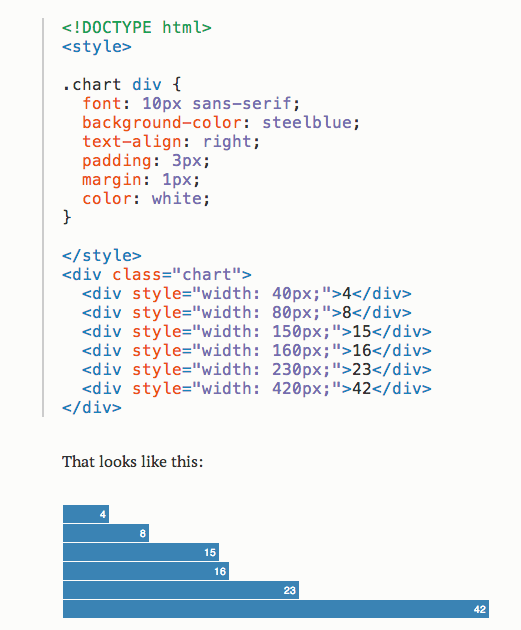 <!DOCTYPE html>
<style>
.chart div {
  font: 10px sans-serif;
  background-color: steelblue;
  text-align: right;
  padding: 3px;
  margin: 1px;
  color: white;
}
</style>
<div class="chart">
  <div style="width: 40px;">4</div>
  <div style="width: 80px;">8</div>
  <div style="width: 150px;">15</div>
  <div style="width: 160px;">16</div>
  <div style="width: 230px;">23</div>
  <div style="width: 420px;">42</div>
</div>
That looks like this:
4
8
15
16
23
42